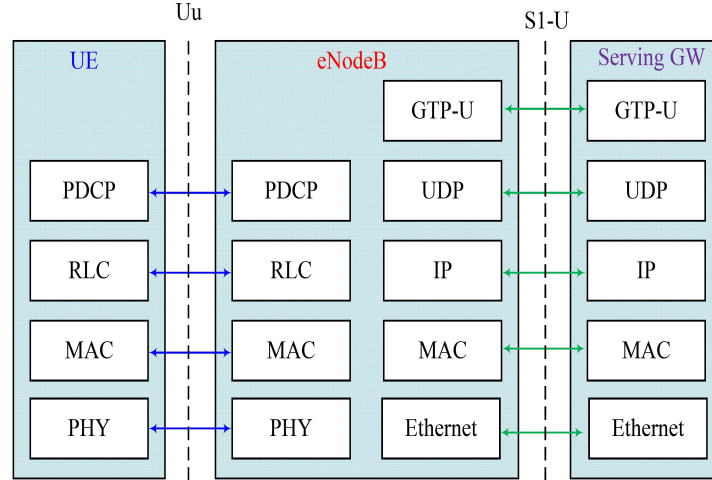 Uu
S1-U
UE
eNodeB
Serving GW
GTP-U
GTP-U
PDCP
PDCP
UDP
UDP
RLC
RLC
IP
IP
MAC
MAC
MAC
MAC
PHY
PHY
Ethernet
Ethernet